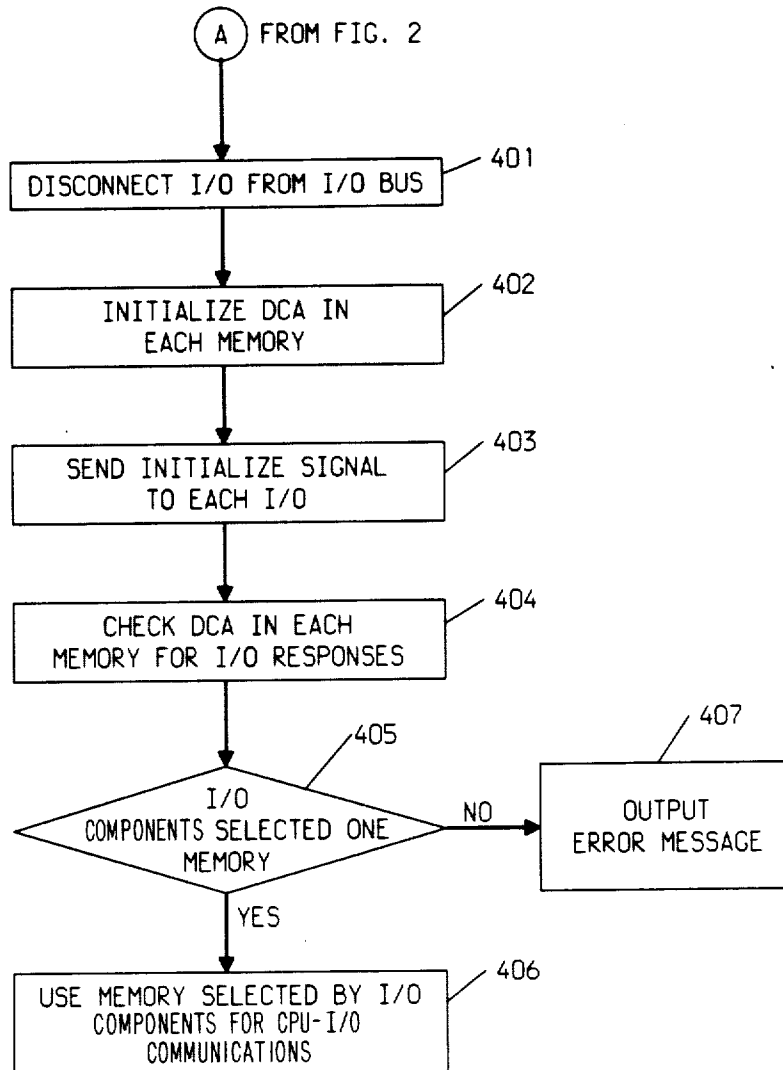 A FROM FIG. 2
401
DISCONNECT I/O FROM I/O BUS
402
INITIALIZE DCA IN
EACH MEMORY
403
SEND INITIALIZE SIGNAL
TO EACH I/O
404
CHECK DCA IN EACH
MEMORY FOR I/O RESPONSES
405
I/O
COMPONENTS SELECTED ONE
MEMORY
NO
407
OUTPUT
ERROR MESSAGE
YES
406
USE MEMORY SELECTED BY I/O
COMPONENTS FOR CPU-I/O
COMMUNICATIONS